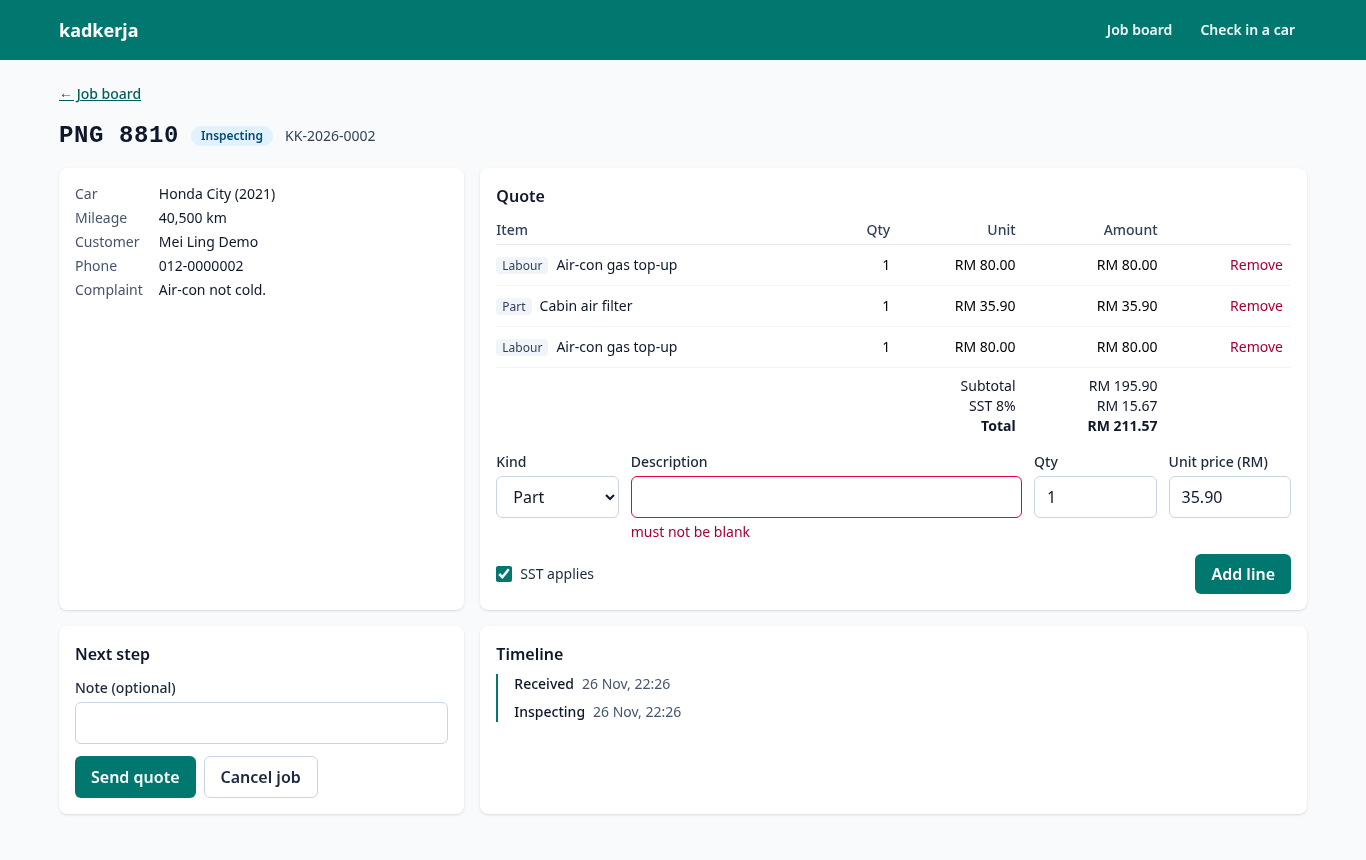 kadkerja Job board Check in a car
← Job board
PNG 8810 Inspecting KK-2026-0002
Car Honda City (2021)
Mileage 40,500 km
Customer Mei Ling Demo
Phone 012-0000002
Complaint Air-con not cold.
Quote
Item Qty Unit Amount
Labour Air-con gas top-up 1 RM 80.00 RM 80.00 Remove
Part Cabin air filter 1 RM 35.90 RM 35.90 Remove
Labour Air-con gas top-up 1 RM 80.00 RM 80.00 Remove
Subtotal RM 195.90
SST 8% RM 15.67
Total RM 211.57
Kind Description Qty Unit price (RM)
Part 1 35.90
must not be blank
SST applies Add line
Next step
Note (optional)
Send quote Cancel job
Timeline
Received 26 Nov, 22:26
Inspecting 26 Nov, 22:26